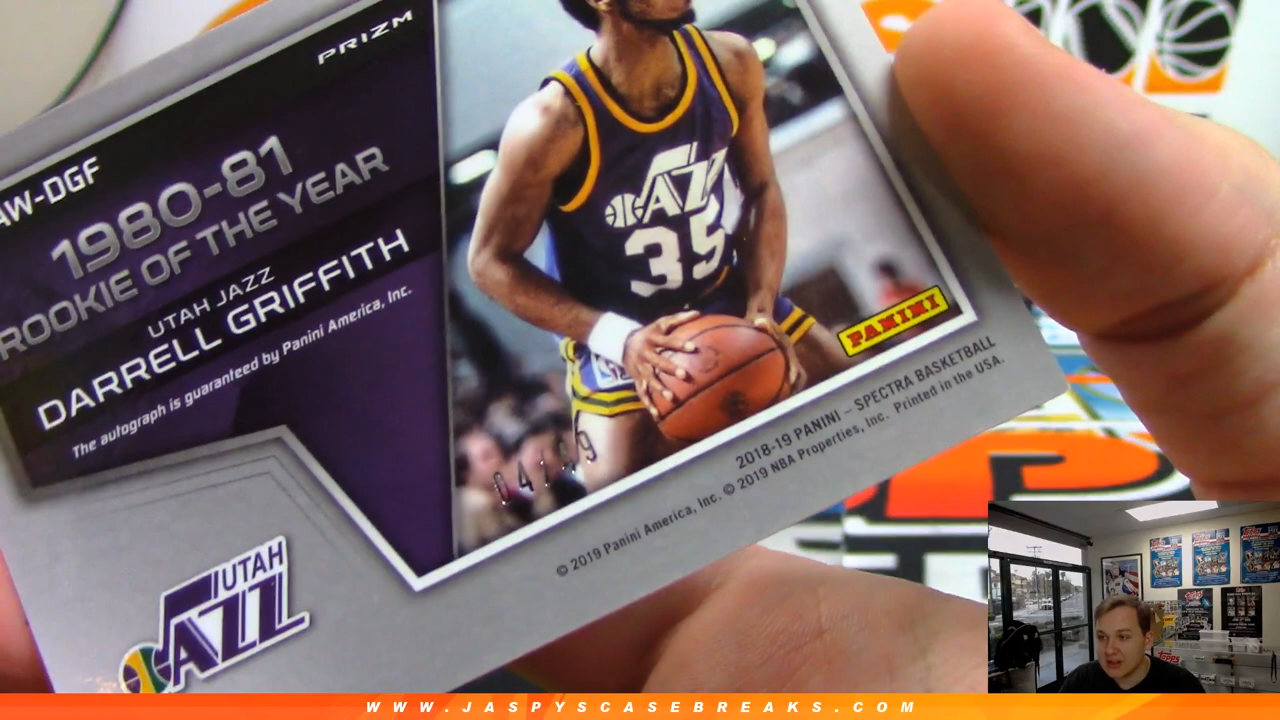 PRIZM
AW-DGF
1980-81
ROOKIE OF THE YEAR
UTAH JAZZ
DARRELL GRIFFITH
The autograph is guaranteed by Panini America, Inc.
JAZZ
35
PANINI
2018-19 PANINI – SPECTRA BASKETBALL
© 2019 Panini America, Inc. © 2019 NBA Properties, Inc. Printed in the USA.
UTAH
JAZZ
Topps
WWW.JASPYSCASEBREAKS.COM